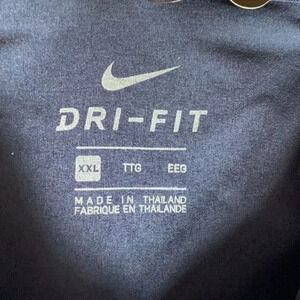 DRI-FIT
XXL TTG EEG
MADE IN THAILAND
FABRIQUE EN THAILANDE